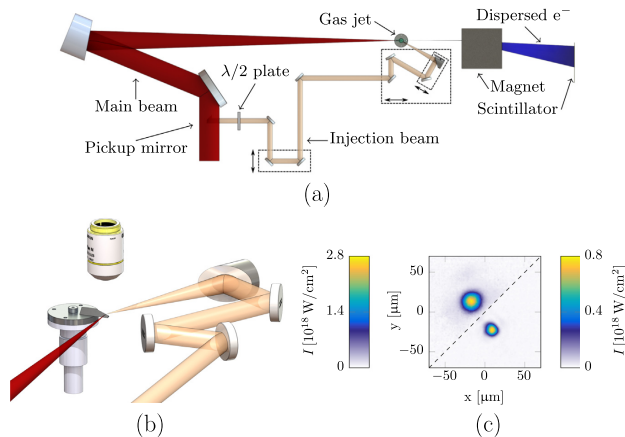 Gas jet
Dispersed e⁻
λ/2 plate
Main beam
Magnet
Scintillator
Pickup mirror
Injection beam
(a)
2.8
1.4
0
I [10¹⁸ W/cm²]
50
0
−50
y [µm]
−50 0 50
x [µm]
0.8
0.4
0
I [10¹⁸ W/cm²]
(b)
(c)